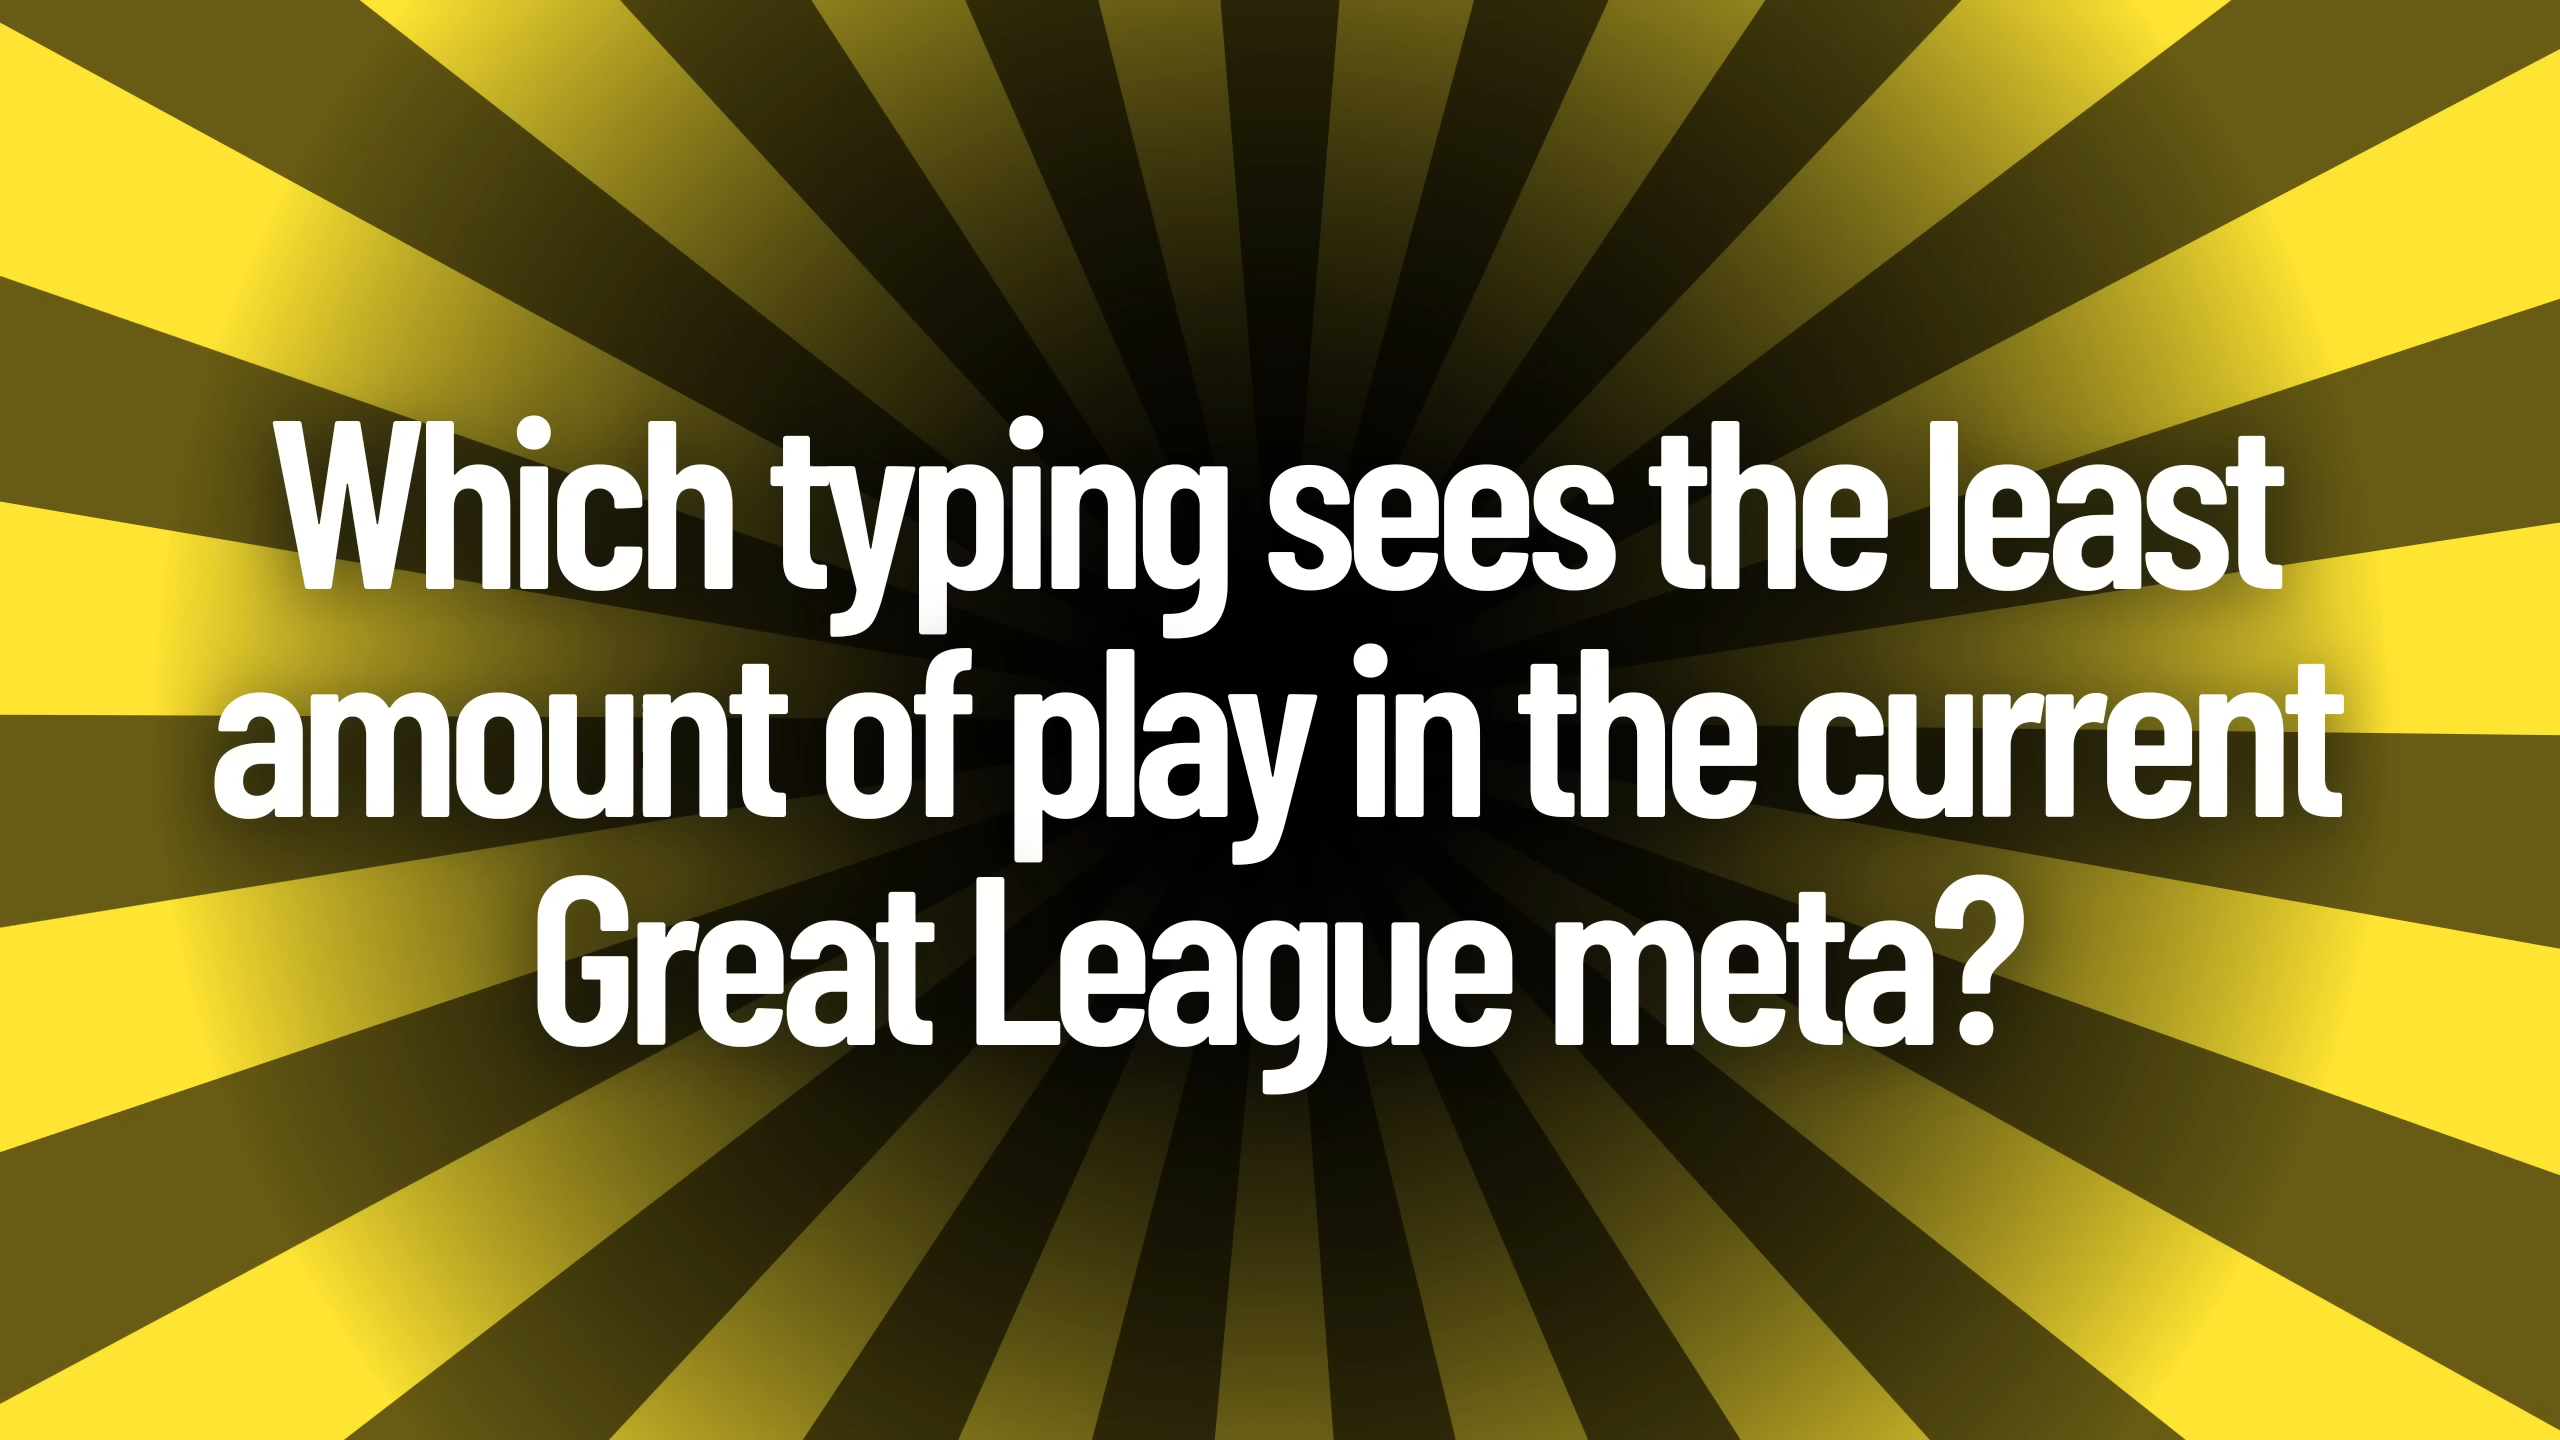 Which typing sees the least
amount of play in the current
Great League meta?